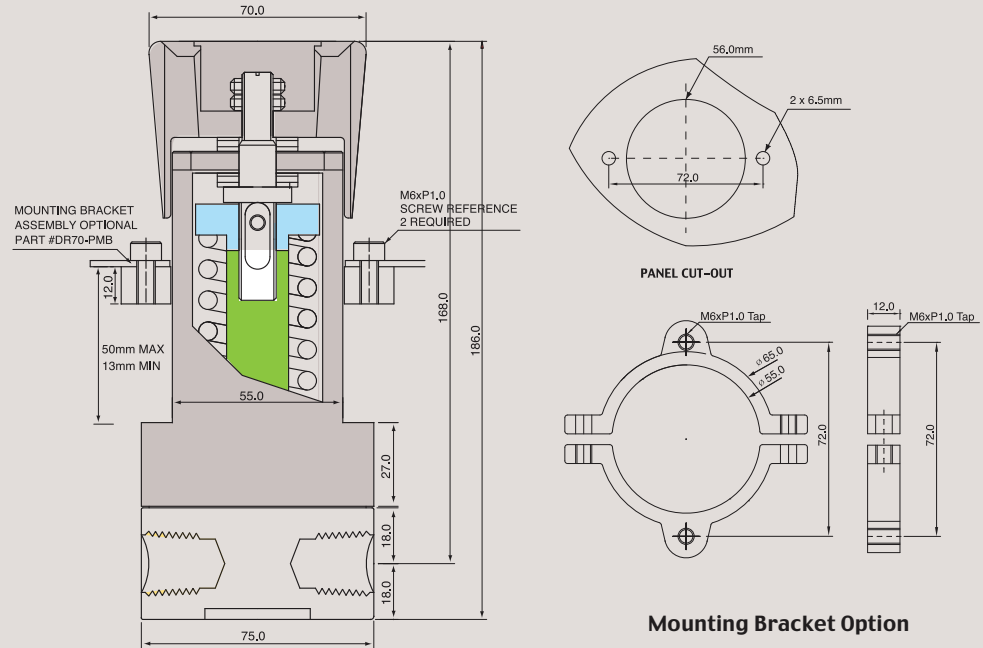 70.0
MOUNTING BRACKET
ASSEMBLY OPTIONAL
PART #DR70-PMB
M6xP1.0
SCREW REFERENCE
2 REQUIRED
12.0
50mm MAX
13mm MIN
55.0
168.0
186.0
27.0
18.0
18.0
75.0
56.0mm
2 x 6.5mm
72.0
PANEL CUT-OUT
M6xP1.0 Tap
Ø 65.0
Ø 55.0
72.0
12.0
M6xP1.0 Tap
72.0
Mounting Bracket Option